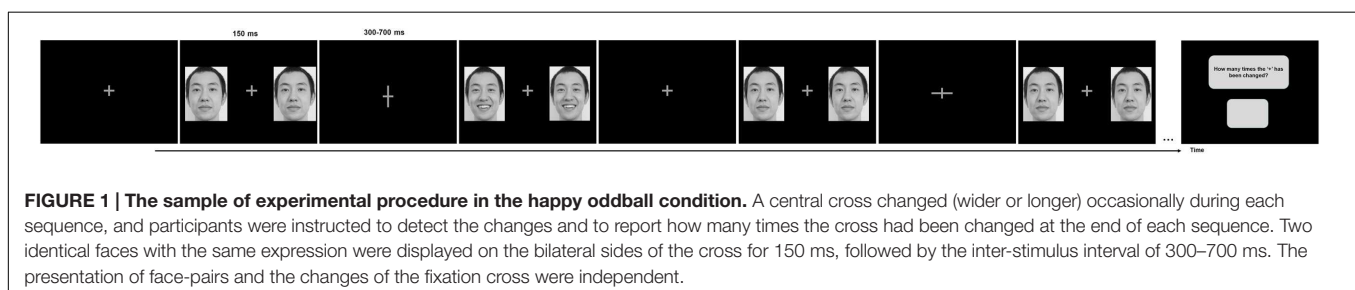 150 ms
300-700 ms
How many times the '+' has
been changed?
...
Time
FIGURE 1 | The sample of experimental procedure in the happy oddball condition. A central cross changed (wider or longer) occasionally during each
sequence, and participants were instructed to detect the changes and to report how many times the cross had been changed at the end of each sequence. Two
identical faces with the same expression were displayed on the bilateral sides of the cross for 150 ms, followed by the inter-stimulus interval of 300–700 ms. The
presentation of face-pairs and the changes of the fixation cross were independent.